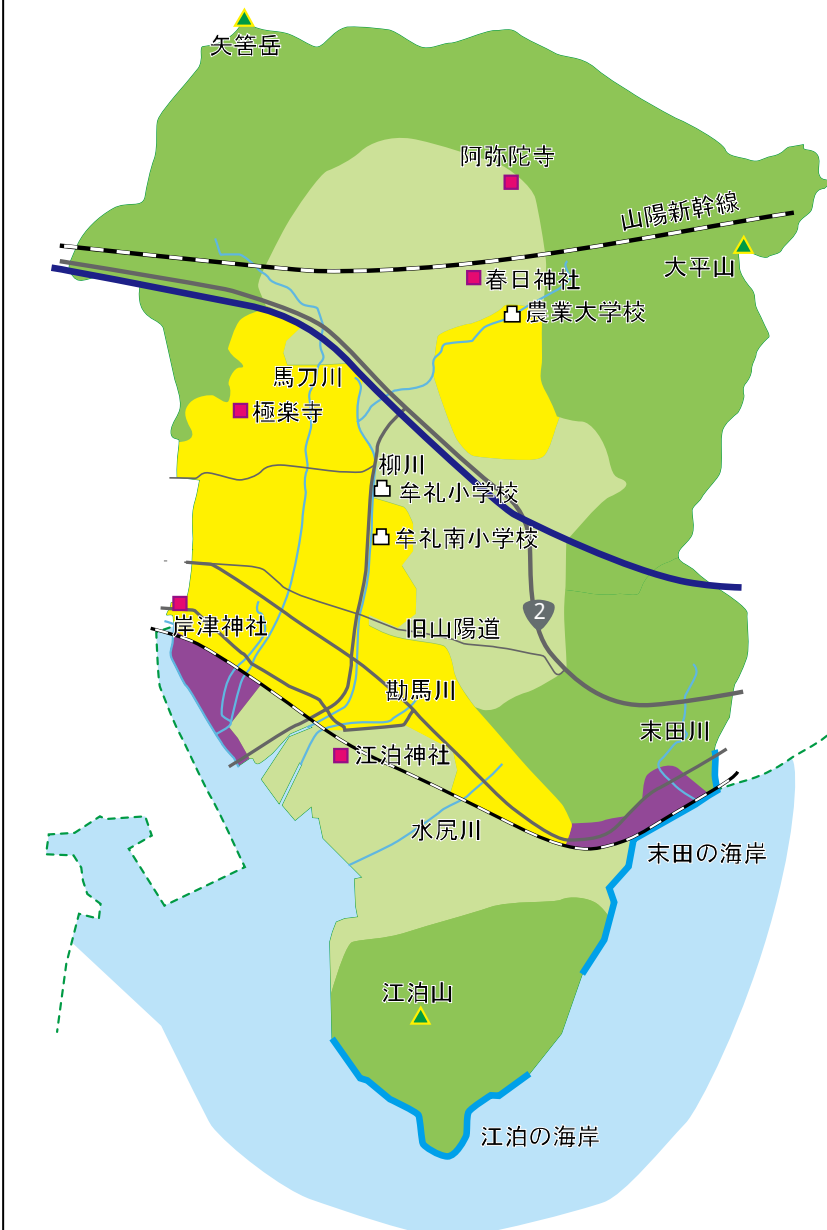 矢筈岳
阿弥陀寺
山陽新幹線
大平山
春日神社
農業大学校
馬刀川
極楽寺
柳川
牟礼小学校
牟礼南小学校
2
岸津神社
旧山陽道
勘馬川
末田川
江泊神社
水尻川
末田の海岸
江泊山
江泊の海岸